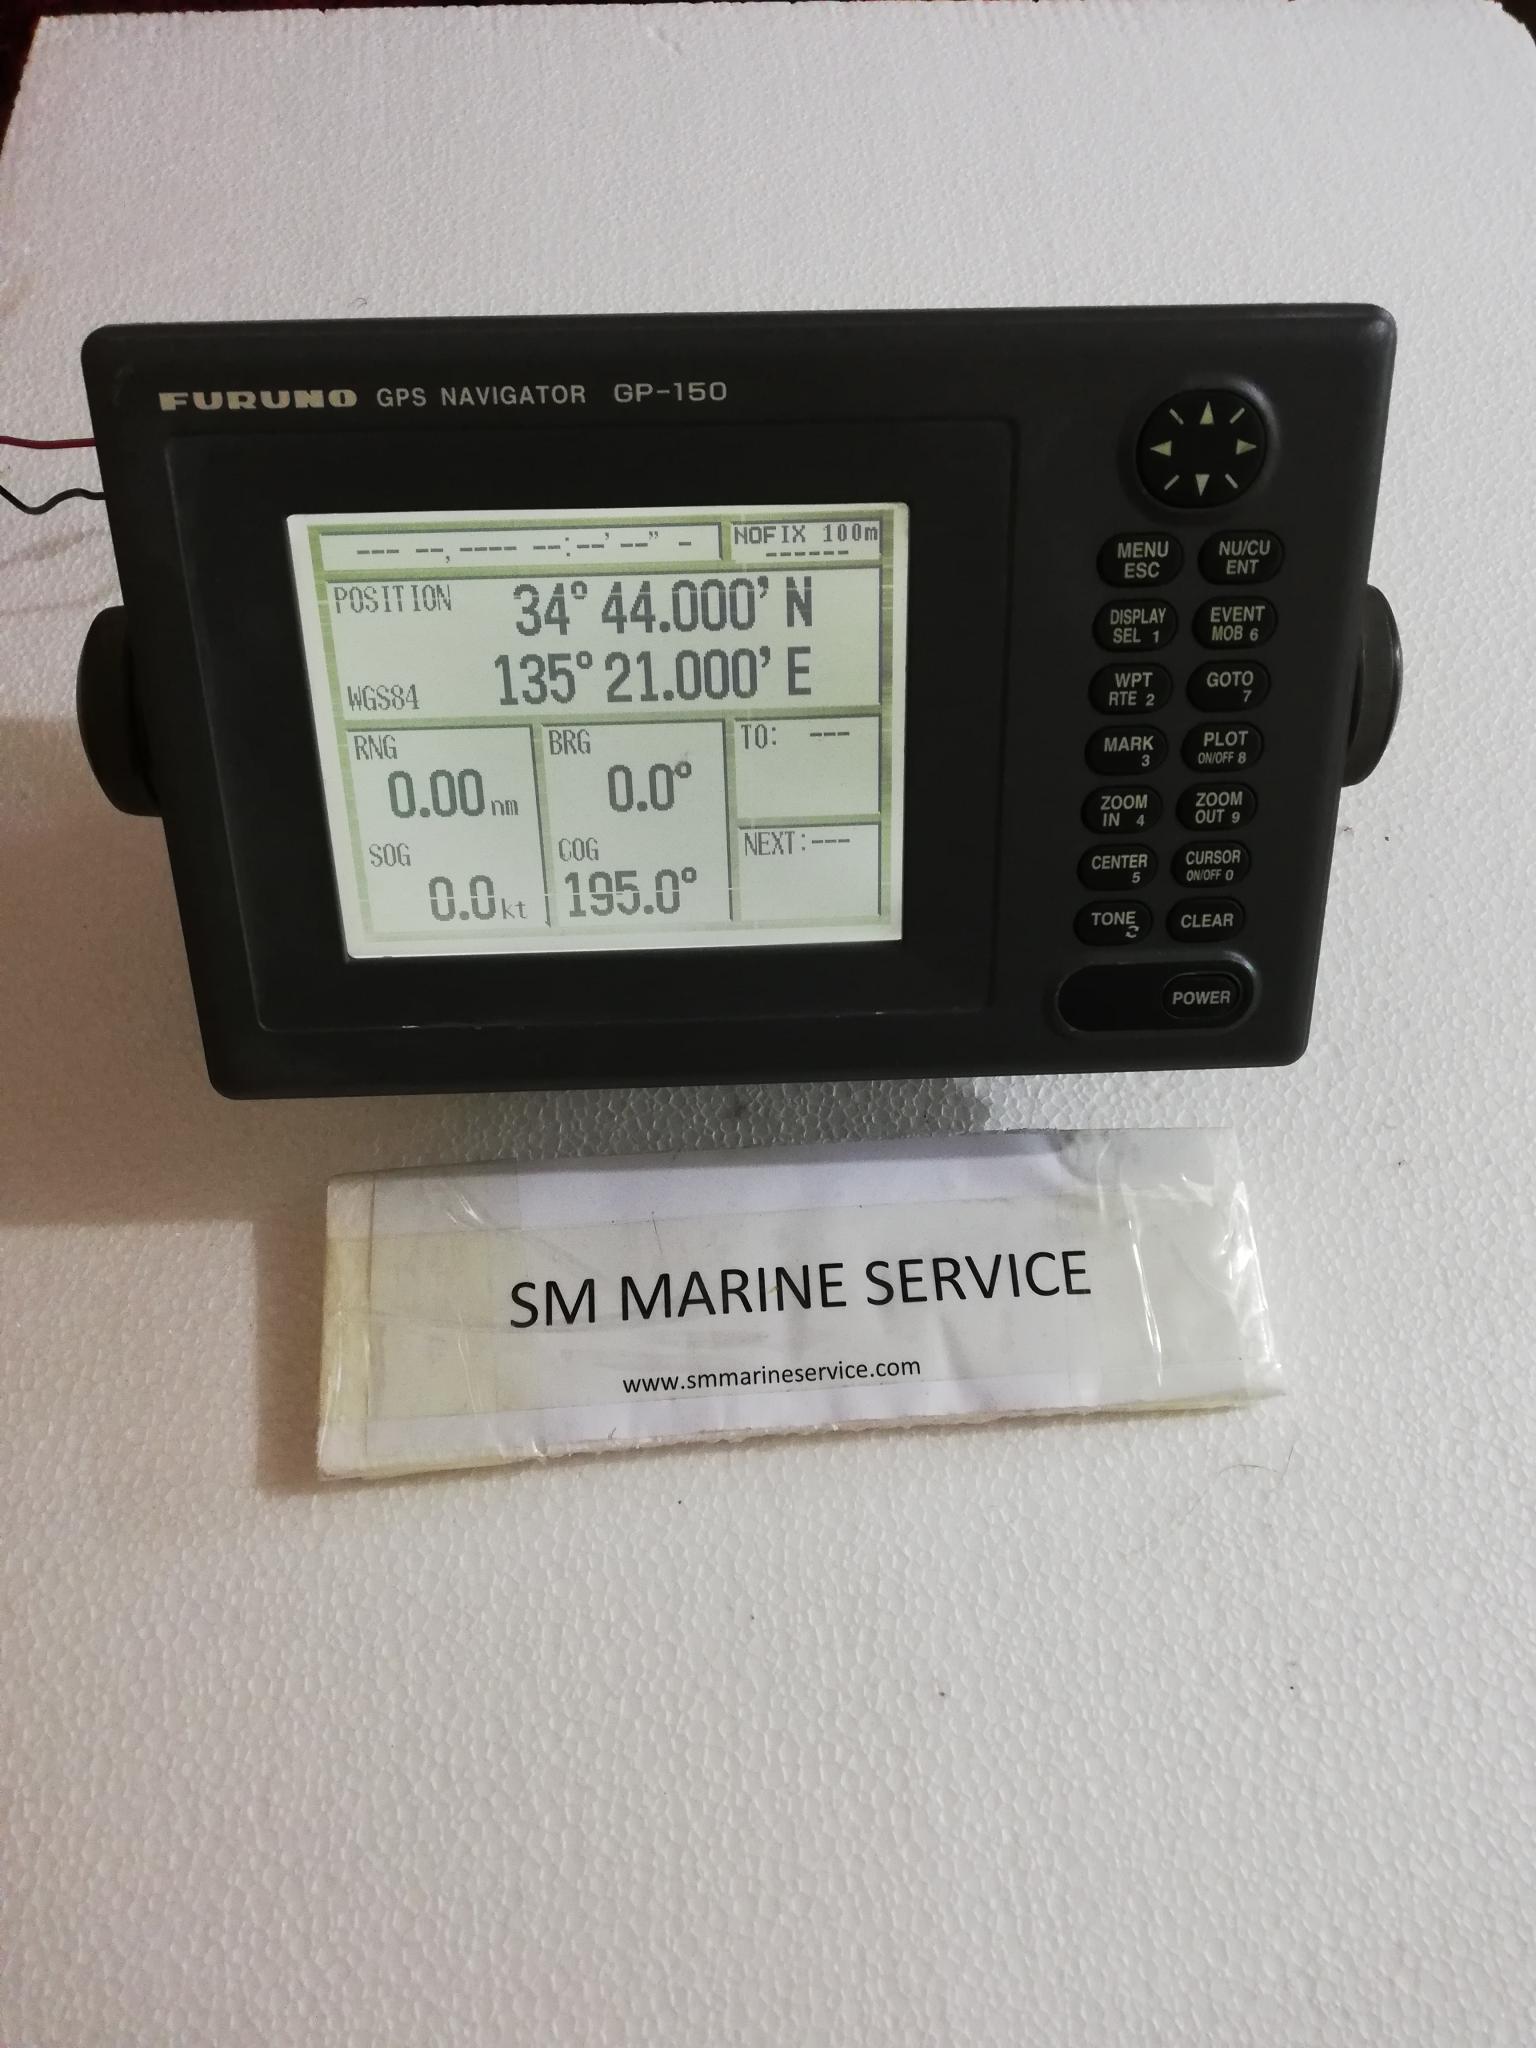 FURUNO GPS NAVIGATOR GP-150
--- --,---- --:--'--" -
NOFIX 100m
------
POSITION
34° 44.000' N
135° 21.000' E
WGS84
RNG
0.00nm
BRG
0.0°
TO: ---
SOG
0.0kt
COG
195.0°
NEXT:---
MENU
ESC
NU/CU
ENT
DISPLAY
SEL 1
EVENT
MOB 6
WPT
RTE 2
GOTO
7
MARK
3
PLOT
ON/OFF 8
ZOOM
IN 4
ZOOM
OUT 9
CENTER
5
CURSOR
ON/OFF 0
TONE
CLEAR
POWER
SM MARINE SERVICE
www.smmarineservice.com